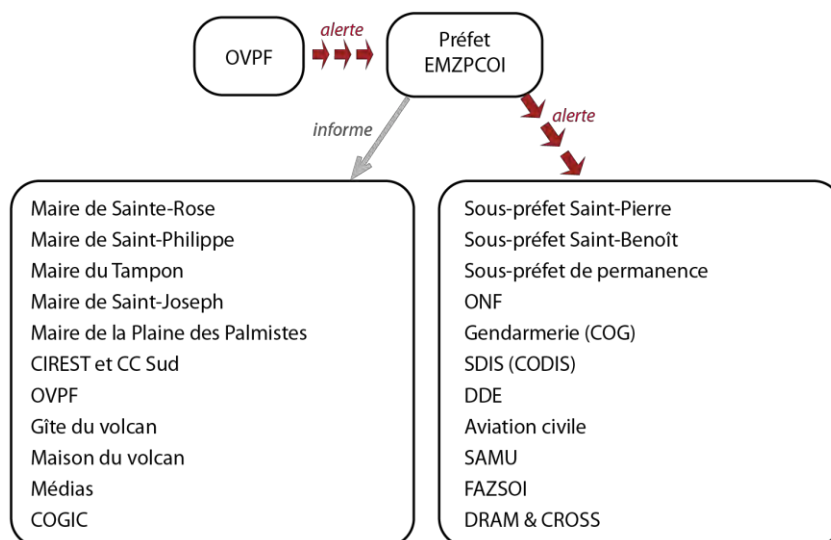 OVPF
alerte
Préfet
EMZPCOI
informe
alerte
Maire de Sainte-Rose
Maire de Saint-Philippe
Maire du Tampon
Maire de Saint-Joseph
Maire de la Plaine des Palmistes
CIREST et CC Sud
OVPF
Gîte du volcan
Maison du volcan
Médias
COGIC
Sous-préfet Saint-Pierre
Sous-préfet Saint-Benoît
Sous-préfet de permanence
ONF
Gendarmerie (COG)
SDIS (CODIS)
DDE
Aviation civile
SAMU
FAZSOI
DRAM & CROSS